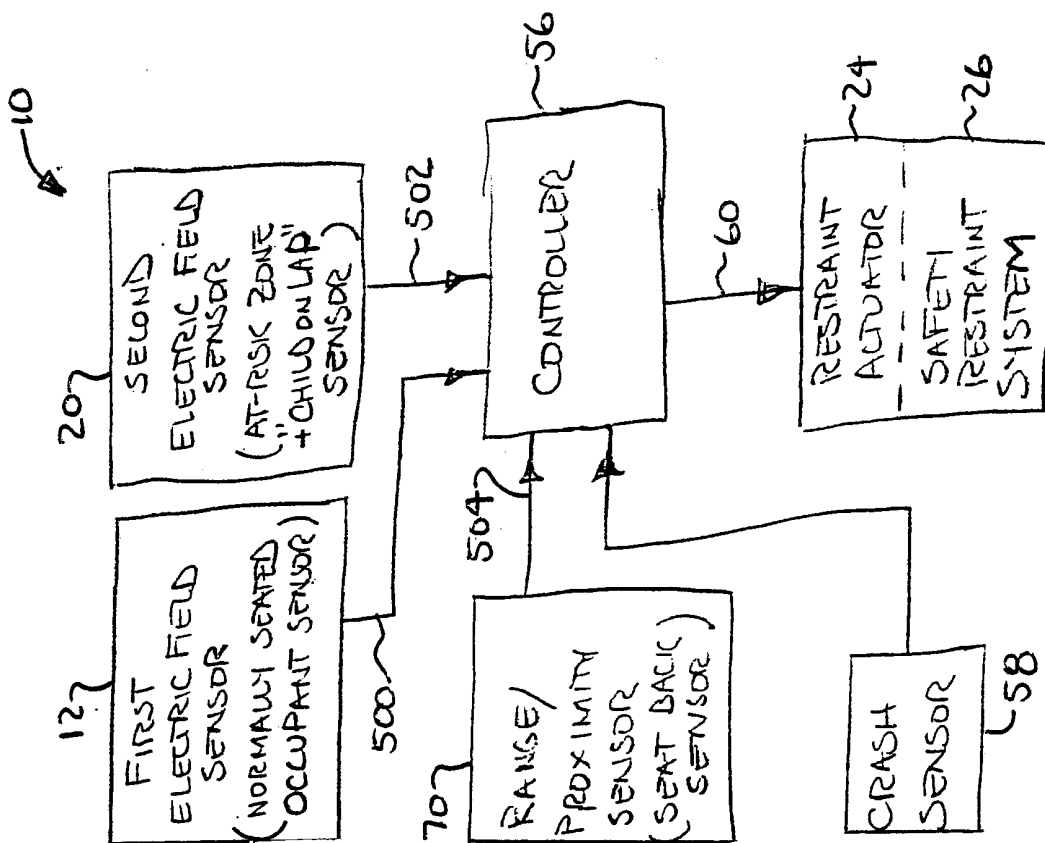 10
12
FIRST
ELECTRIC FIELD
SENSOR
(NORMALLY SEATED
OCCUPANT SENSOR)
500
20
SECOND
ELECTRIC FIELD
SENSOR
(AT-RISK ZONE
+ "CHILD ON LAP"
SENSOR)
502
70
RANGE/
PROXIMITY
SENSOR
(SEAT BACK
SENSOR)
504
CONTROLLER
56
CRASH
SENSOR
58
60
RESTRAINT
ACTUATOR
24
SAFETY
RESTRAINT
SYSTEM
26